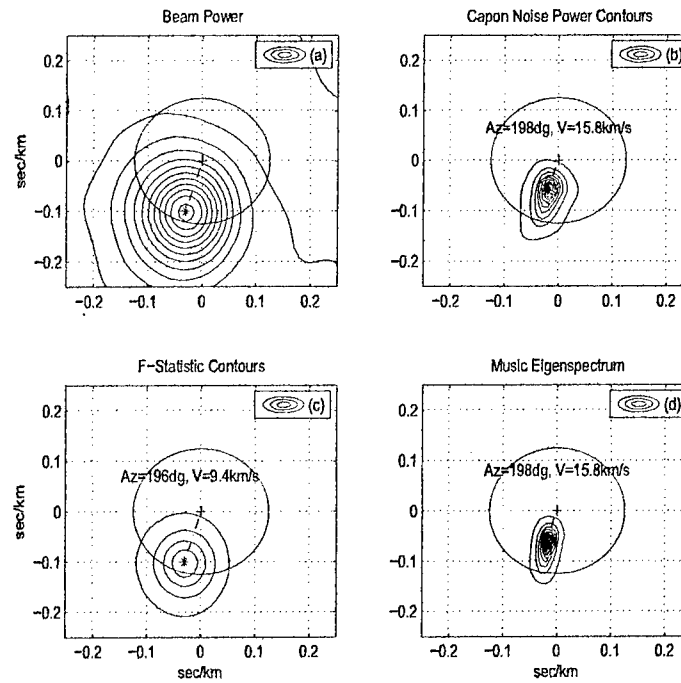 Beam Power
Capon Noise Power Contours
(a)
(b)
0.2
0.1
0
-0.1
-0.2
sec/km
-0.2 -0.1 0 0.1 0.2
0.2
0.1
0
-0.1
-0.2
Az=198dg, V=15.8km/s
-0.2 -0.1 0 0.1 0.2
F-Statistic Contours
Music Eigenspectrum
(c)
(d)
0.2
0.1
0
-0.1
-0.2
sec/km
Az=196dg, V=9.4km/s
-0.2 -0.1 0 0.1 0.2
sec/km
0.2
0.1
0
-0.1
-0.2
Az=198dg, V=15.8km/s
-0.2 -0.1 0 0.1 0.2
sec/km